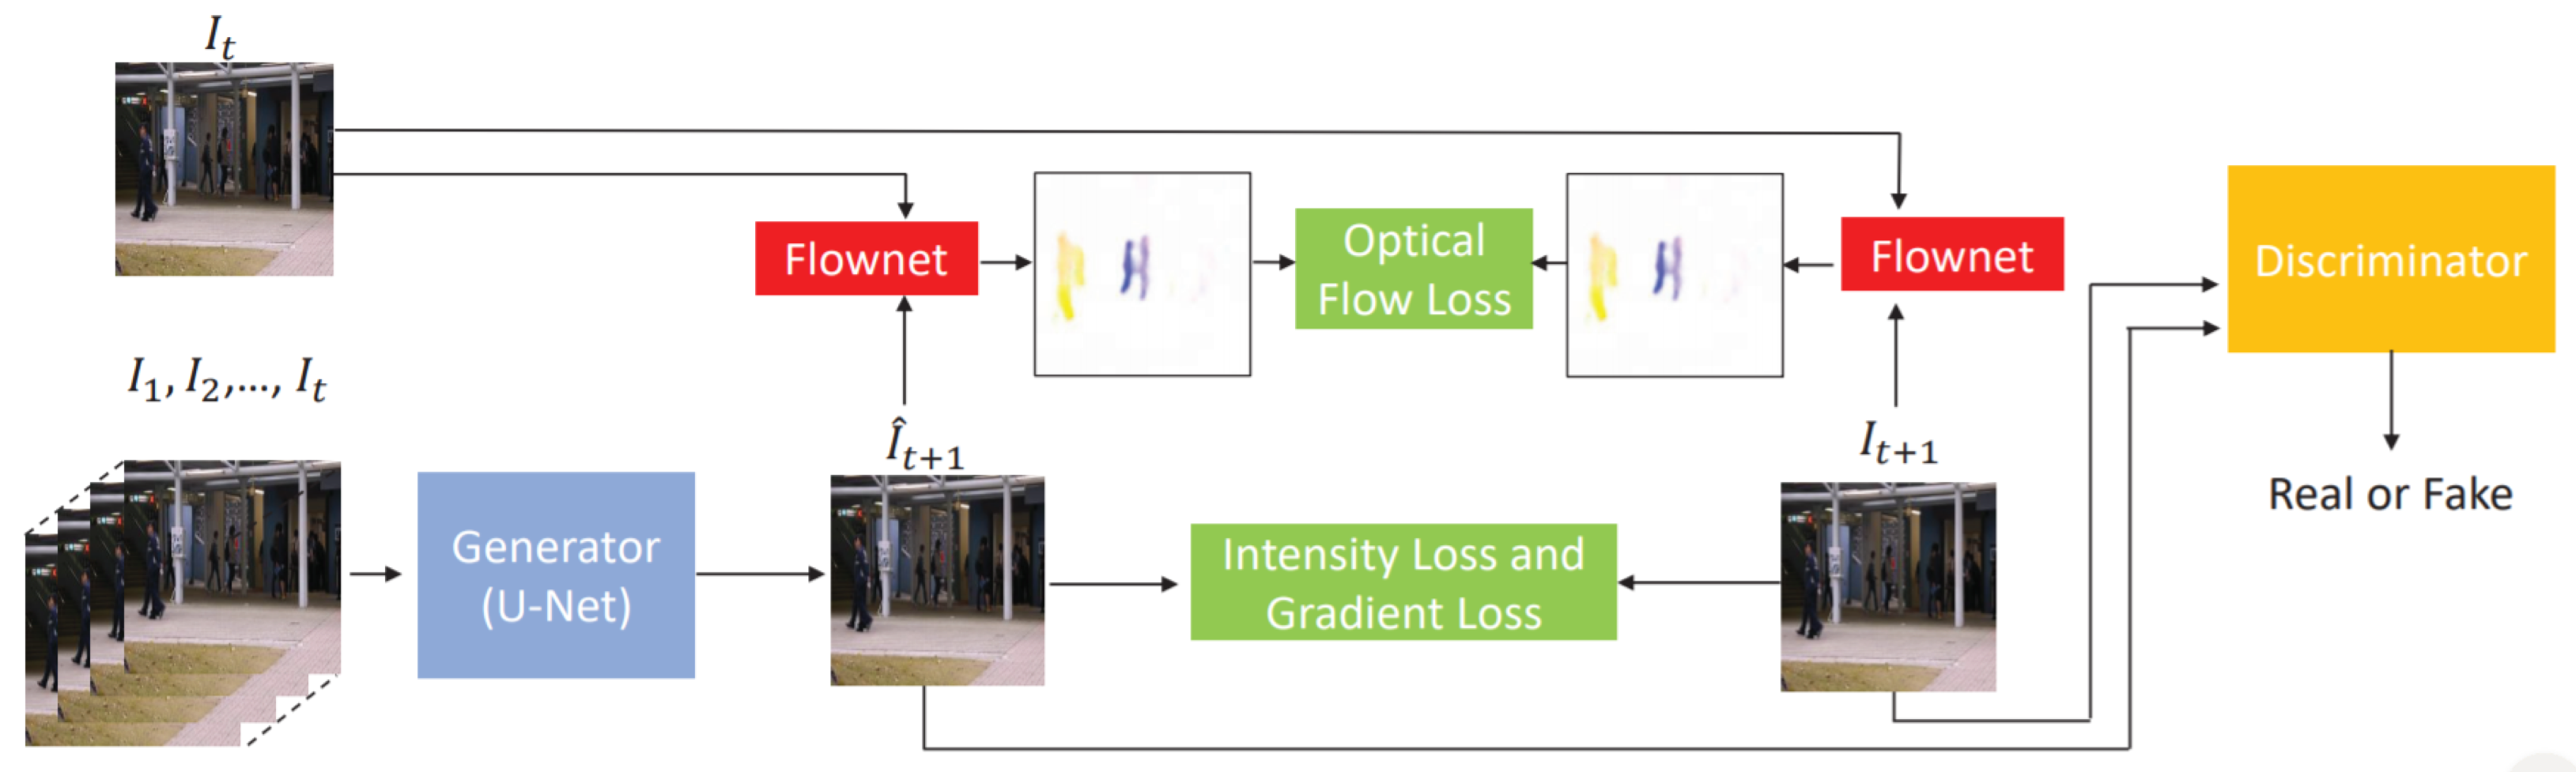 I_t
Flownet
Optical
Flow Loss
Flownet
Discriminator
I_1, I_2,..., I_t
Î_{t+1}
I_{t+1}
Real or Fake
Generator
(U-Net)
Intensity Loss and
Gradient Loss